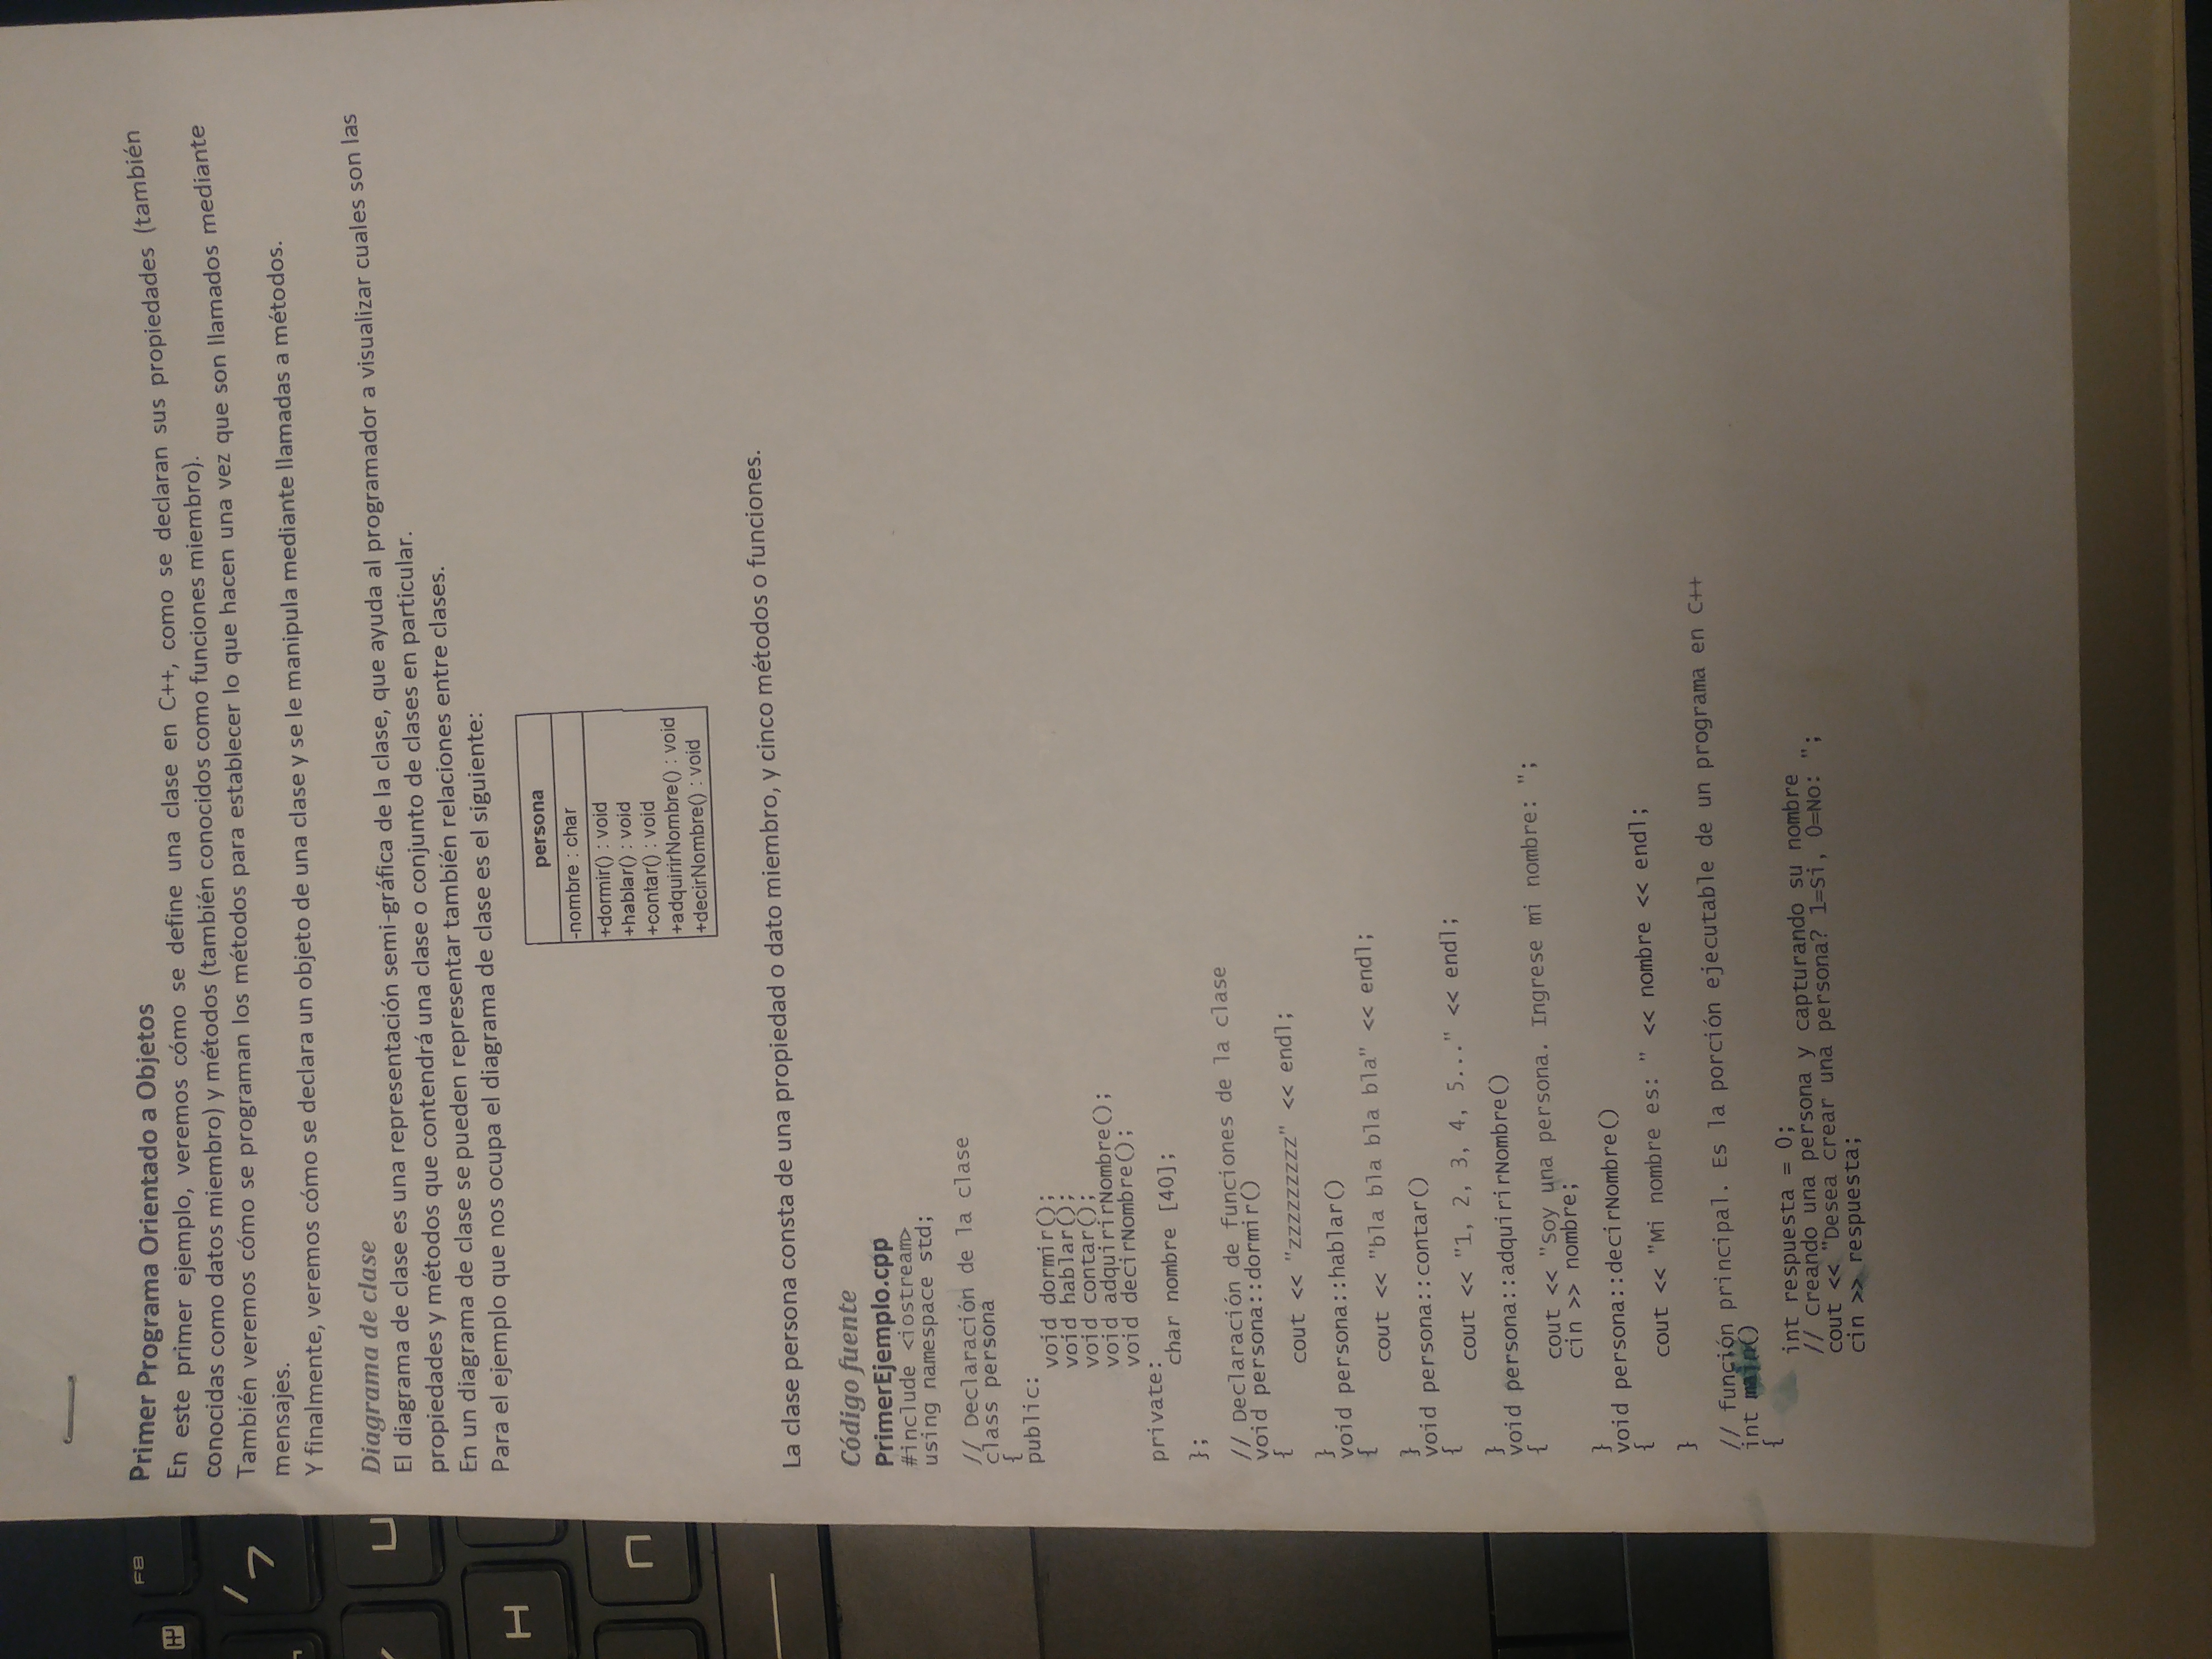 F8
7
U
H
Primer Programa Orientado a Objetos
En este primer ejemplo, veremos cómo se define una clase en C++, como se declaran sus propiedades (también
conocidas como datos miembro) y métodos (también conocidos como funciones miembro).
También veremos cómo se programan los métodos para establecer lo que hacen una vez que son llamados mediante
mensajes.
Y finalmente, veremos cómo se declara un objeto de una clase y se le manipula mediante llamadas a métodos.
Diagrama de clase
El diagrama de clase es una representación semi-gráfica de la clase, que ayuda al programador a visualizar cuales son las
propiedades y métodos que contendrá una clase o conjunto de clases en particular.
En un diagrama de clase se pueden representar también relaciones entre clases.
Para el ejemplo que nos ocupa el diagrama de clase es el siguiente:
persona
-nombre : char
+dormir() : void
+hablar() : void
+contar() : void
+adquirirNombre() : void
+decirNombre() : void
La clase persona consta de una propiedad o dato miembro, y cinco métodos o funciones.
Código fuente
PrimerEjemplo.cpp
#include <iostream>
using namespace std;
// Declaración de la clase
class persona
{
public:
void dormir();
void hablar();
void contar();
void adquirirNombre();
void decirNombre();
private:
char nombre [40];
};
// Declaración de funciones de la clase
void persona::dormir()
{
cout << "zzzzzzzzz" << endl;
}
void persona::hablar()
{
cout << "bla bla bla bla" << endl;
}
void persona::contar()
{
cout << "1, 2, 3, 4, 5..." << endl;
}
void persona::adquirirNombre()
{
cout << "Soy una persona. Ingrese mi nombre: ";
cin >> nombre;
}
void persona::decirNombre()
{
cout << "Mi nombre es: " << nombre << endl;
}
// función principal. Es la porción ejecutable de un programa en C++
int main()
{
int respuesta = 0;
// Creando una persona y capturando su nombre
cout << "Desea crear una persona? 1=Si, 0=No: ";
cin >> respuesta;